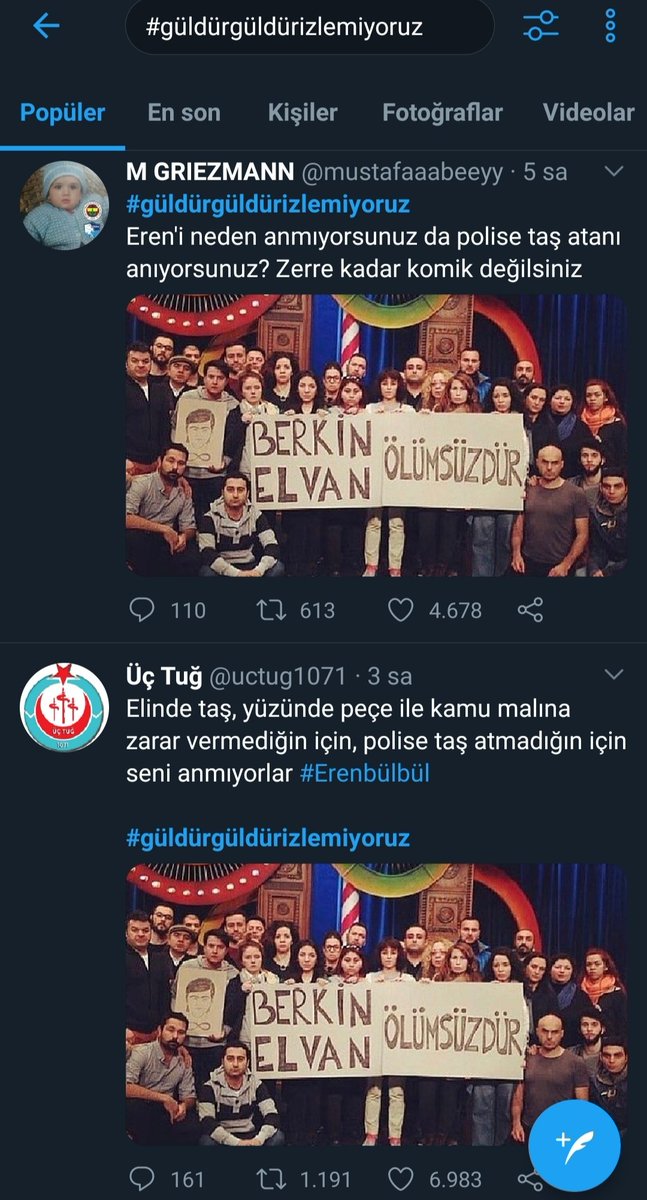 #güldürgüldürizlemiyoruz
Popüler En son Kişiler Fotoğraflar Videolar
M GRIEZMANN @mustafaaabeeyy · 5 sa
#güldürgüldürizlemiyoruz
Eren'i neden anmıyorsunuz da polise taş atanı
anıyorsunuz? Zerre kadar komik değilsiniz
BERKİN
ELVAN
ÖLÜMSÜZDÜR
110 613 4.678
Üç Tuğ @uctug1071 · 3 sa
ÜÇ TUĞ
1071
Elinde taş, yüzünde peçe ile kamu malına
zarar vermediğin için, polise taş atmadığın için
seni anmıyorlar #Erenbülbül
#güldürgüldürizlemiyoruz
BERKİN
ELVAN
ÖLÜMSÜZDÜR
161 1.191 6.983